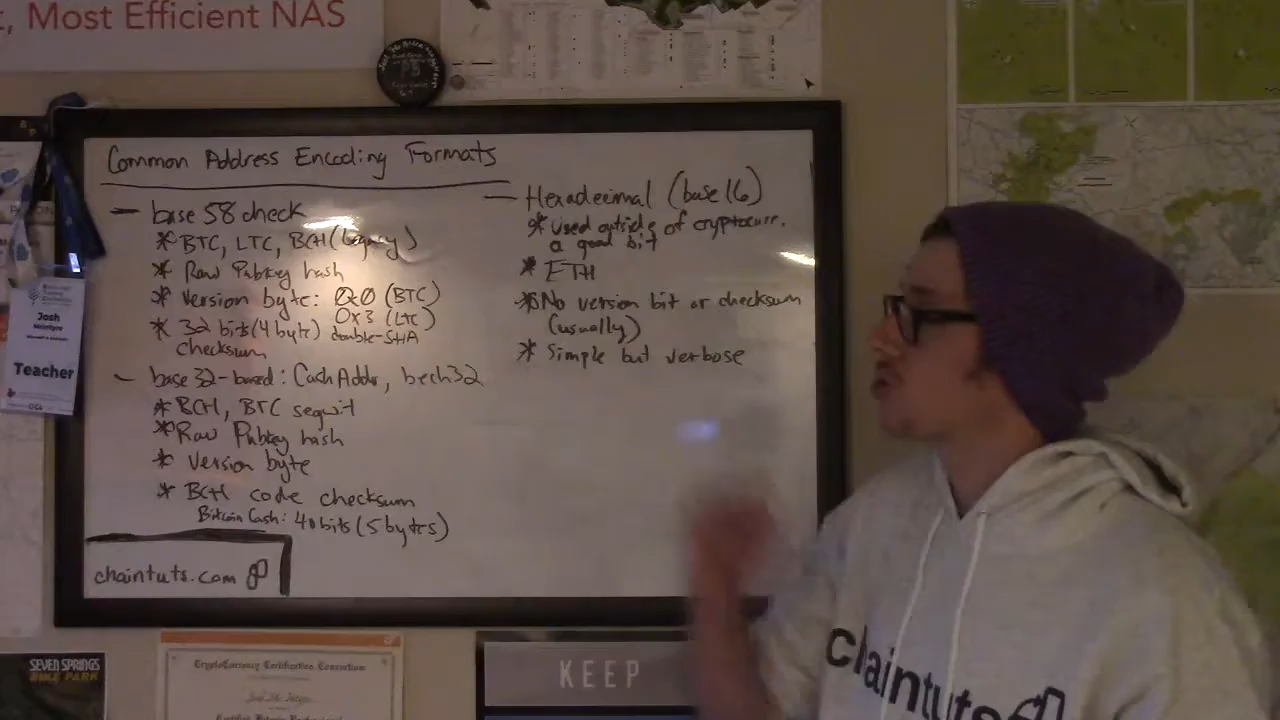 , Most Efficient NAS
Common Address Encoding Formats
— base 58 check
* BTC, LTC, BCH (Legacy)
* Raw Pubkey hash
* Version byte: 0x0 (BTC)
0x3 (LTC)
* 32 bits (4 byte) double-SHA
checksum
— base 32-based: CashAddr, bech32
* BCH, BTC segwit
* Raw Pubkey hash
* Version byte
* BCH code checksum
Bitcoin Cash: 40 bits (5 bytes)
chaintuts.com
— Hexadecimal (base 16)
* used outside of cryptocurr.
a good bit
* ETH
* No version bit or checksum
(usually)
* Simple but verbose
Josh
McIntyre
Teacher
chaintuts
SEVEN SPRINGS
BIKE PARK
CryptoCurrency Certification Consortium
KEEP